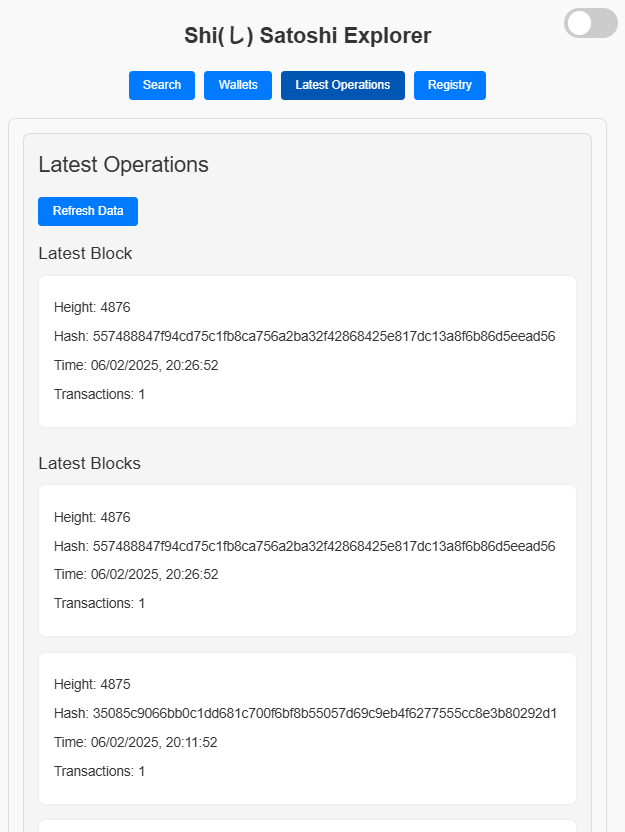 Shi(し) Satoshi Explorer
Search Wallets Latest Operations Registry
Latest Operations
Refresh Data
Latest Block
Height: 4876
Hash: 557488847f94cd75c1fb8ca756a2ba32f42868425e817dc13a8f6b86d5eead56
Time: 06/02/2025, 20:26:52
Transactions: 1
Latest Blocks
Height: 4876
Hash: 557488847f94cd75c1fb8ca756a2ba32f42868425e817dc13a8f6b86d5eead56
Time: 06/02/2025, 20:26:52
Transactions: 1
Height: 4875
Hash: 35085c9066bb0c1dd681c700f6bf8b55057d69c9eb4f6277555cc8e3b80292d1
Time: 06/02/2025, 20:11:52
Transactions: 1